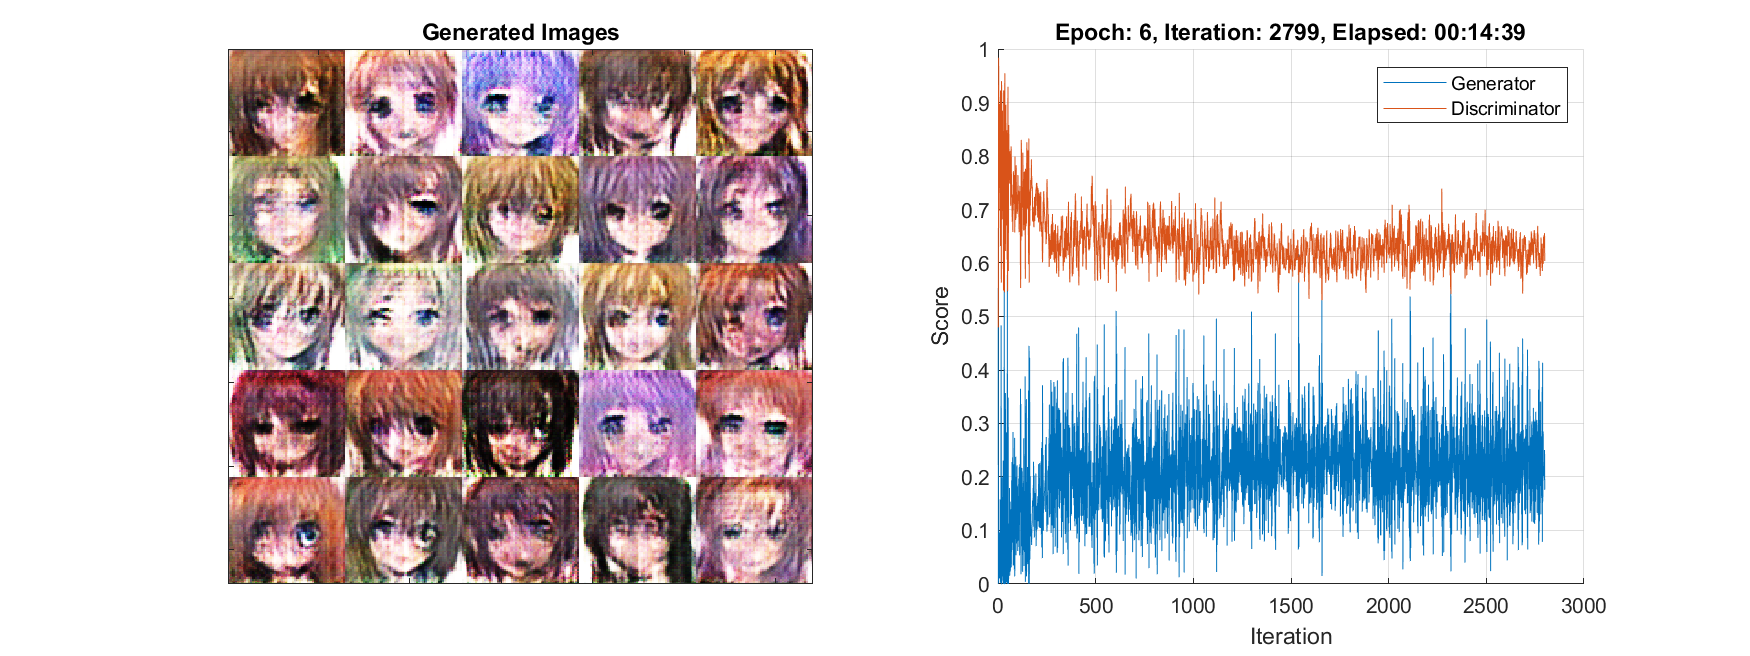 Generated Images
Epoch: 6, Iteration: 2799, Elapsed: 00:14:39
Generator
Discriminator
Score
1
0.9
0.8
0.7
0.6
0.5
0.4
0.3
0.2
0.1
0
0 500 1000 1500 2000 2500 3000
Iteration